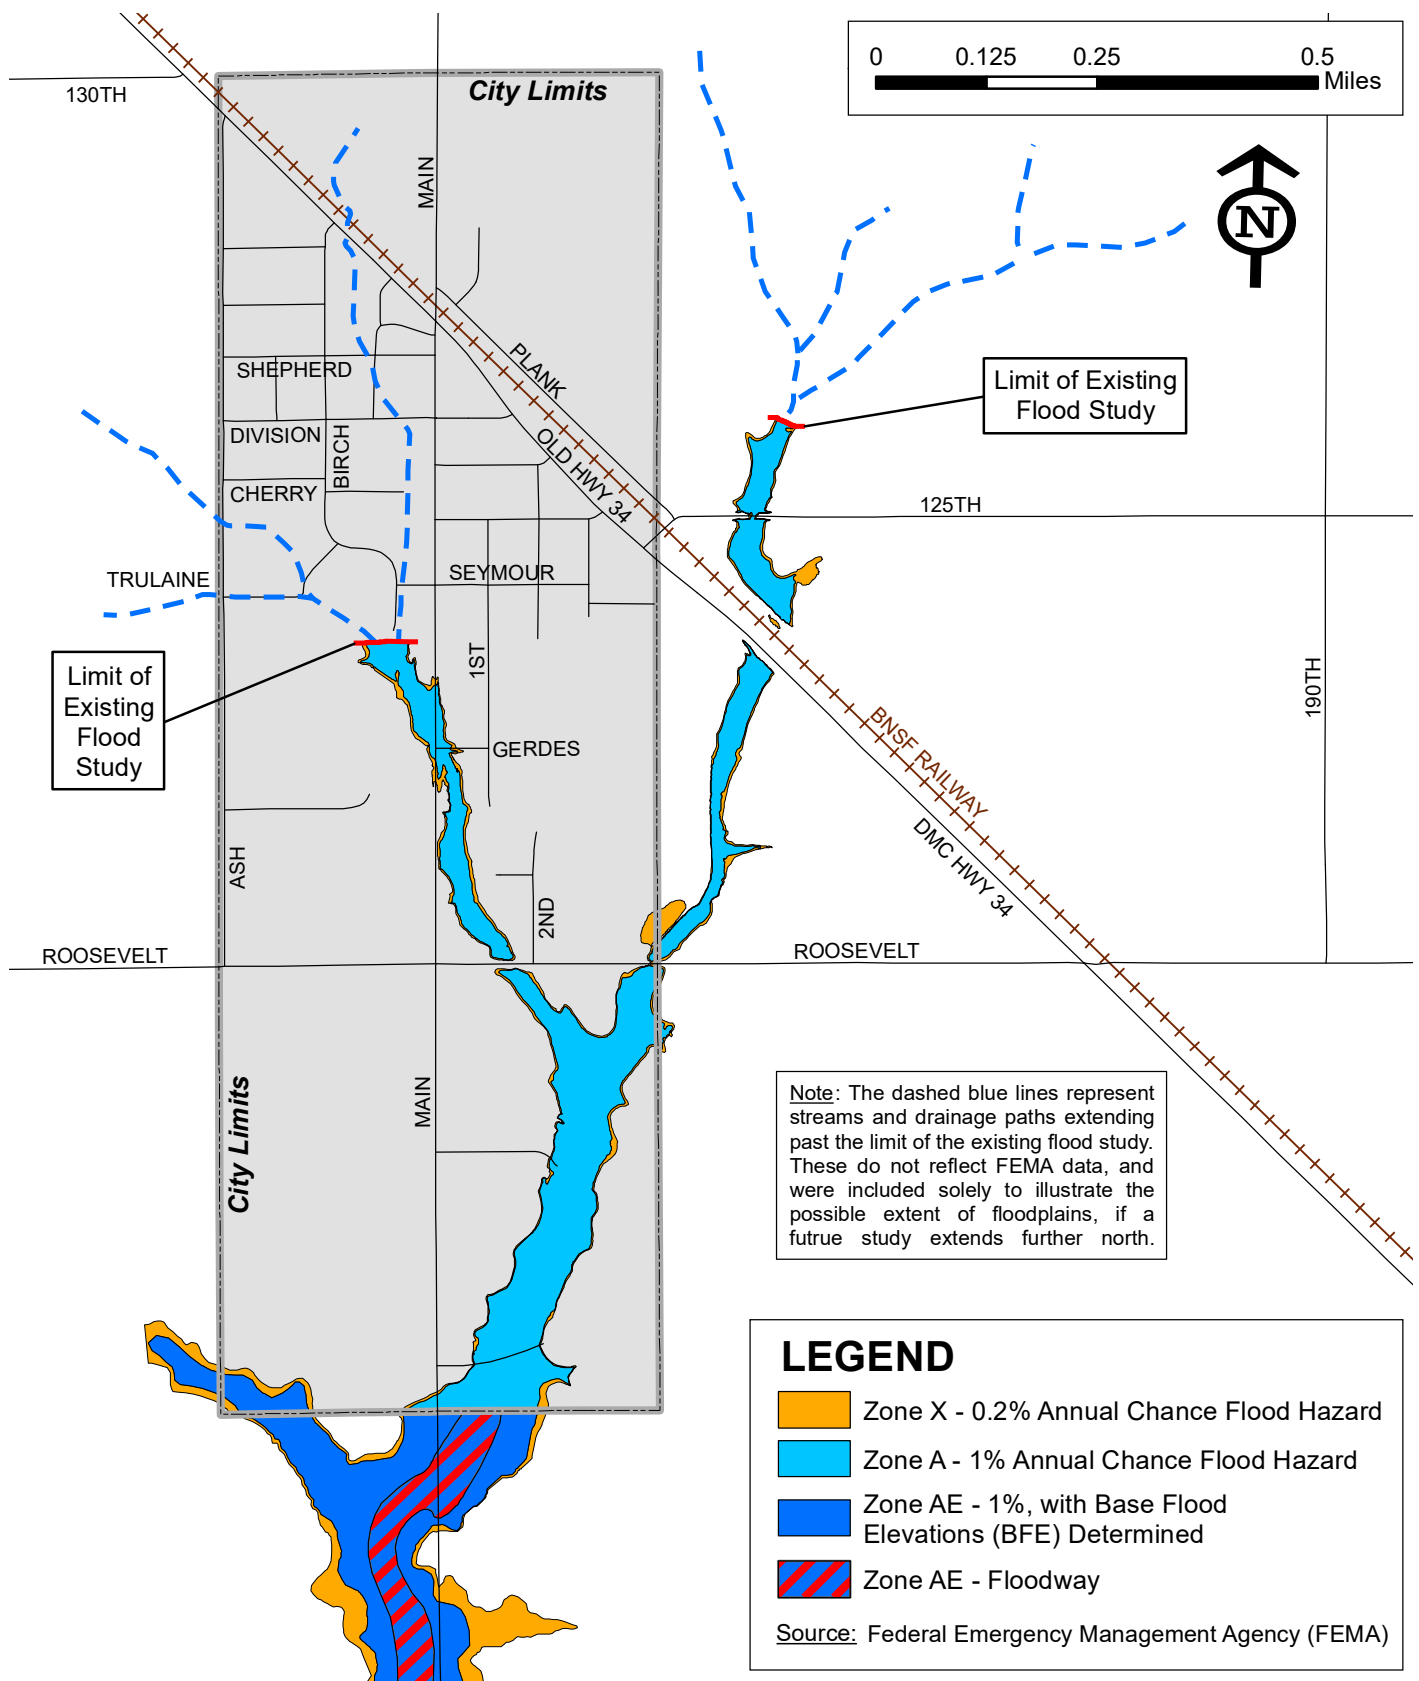 0 0.125 0.25 0.5
Miles
130TH
City Limits
MAIN
N
PLANK
SHEPHERD
Limit of Existing
Flood Study
DIVISION
BIRCH
OLD HWY 34
CHERRY
125TH
TRULAINE
SEYMOUR
1ST
190TH
Limit of
Existing
Flood
Study
GERDES
BNSF RAILWAY
DMC HWY 34
ASH
2ND
ROOSEVELT
ROOSEVELT
City Limits
MAIN
Note: The dashed blue lines represent
streams and drainage paths extending
past the limit of the existing flood study.
These do not reflect FEMA data, and
were included solely to illustrate the
possible extent of floodplains, if a
futrue study extends further north.
LEGEND
Zone X - 0.2% Annual Chance Flood Hazard
Zone A - 1% Annual Chance Flood Hazard
Zone AE - 1%, with Base Flood
Elevations (BFE) Determined
Zone AE - Floodway
Source: Federal Emergency Management Agency (FEMA)